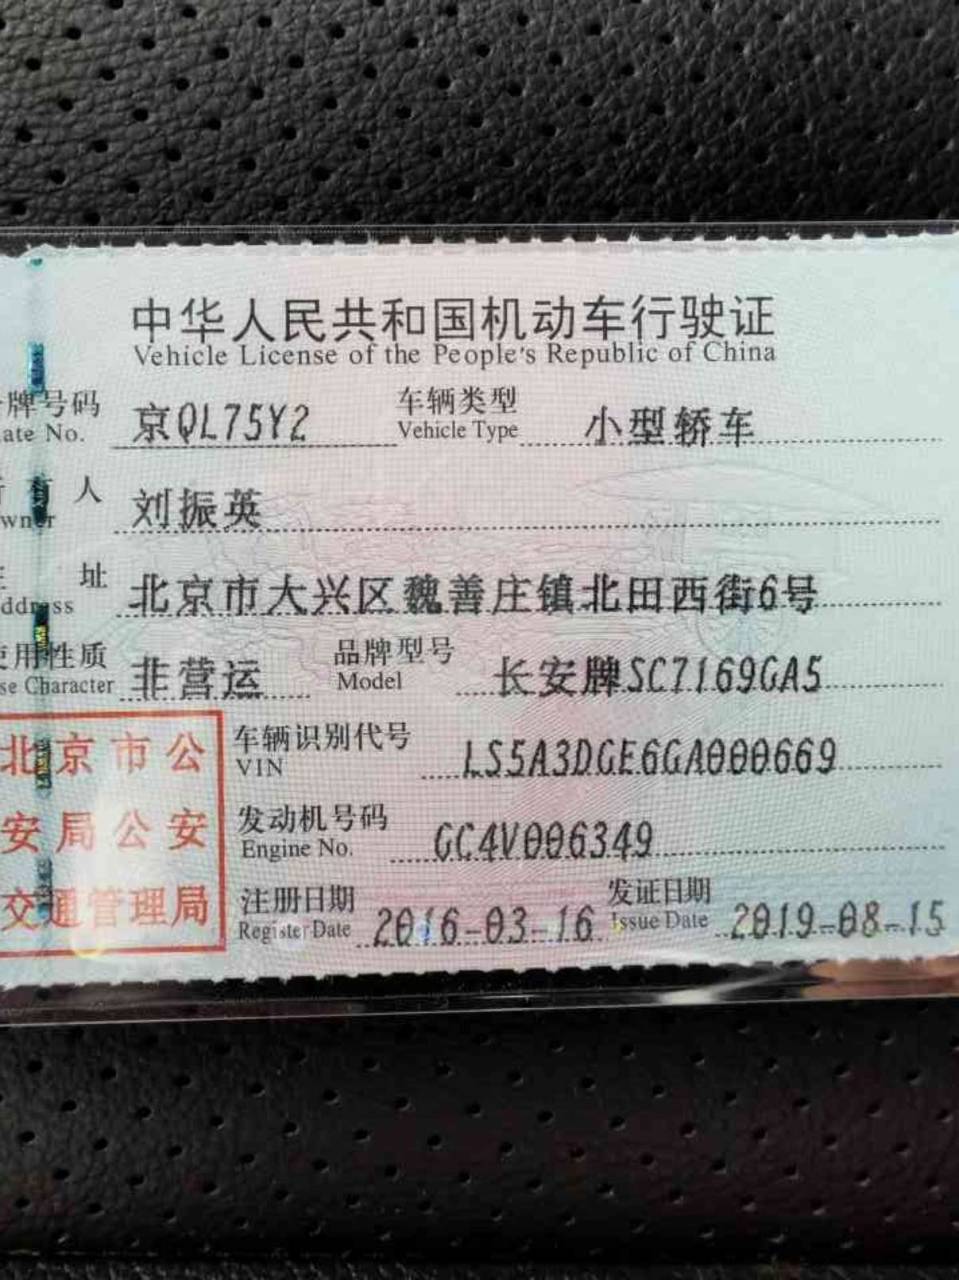 中华人民共和国机动车行驶证
Vehicle License of the People's Republic of China
牌号码 京QL75Y2 车辆类型 小型轿车
ate No. Vehicle Type
人 刘振英
wner
址 北京市大兴区魏善庄镇北田西街6号
ddress
使用性质 非营运 品牌型号 长安牌SC7169GA5
se Character Model
北京市公
安局公安
交通管理局
车辆识别代号 LS5A3DGE6GA000669
VIN
发动机号码 GC4V006349
Engine No.
注册日期 2016-03-16 发证日期 2019-08-15
Register Date Issue Date